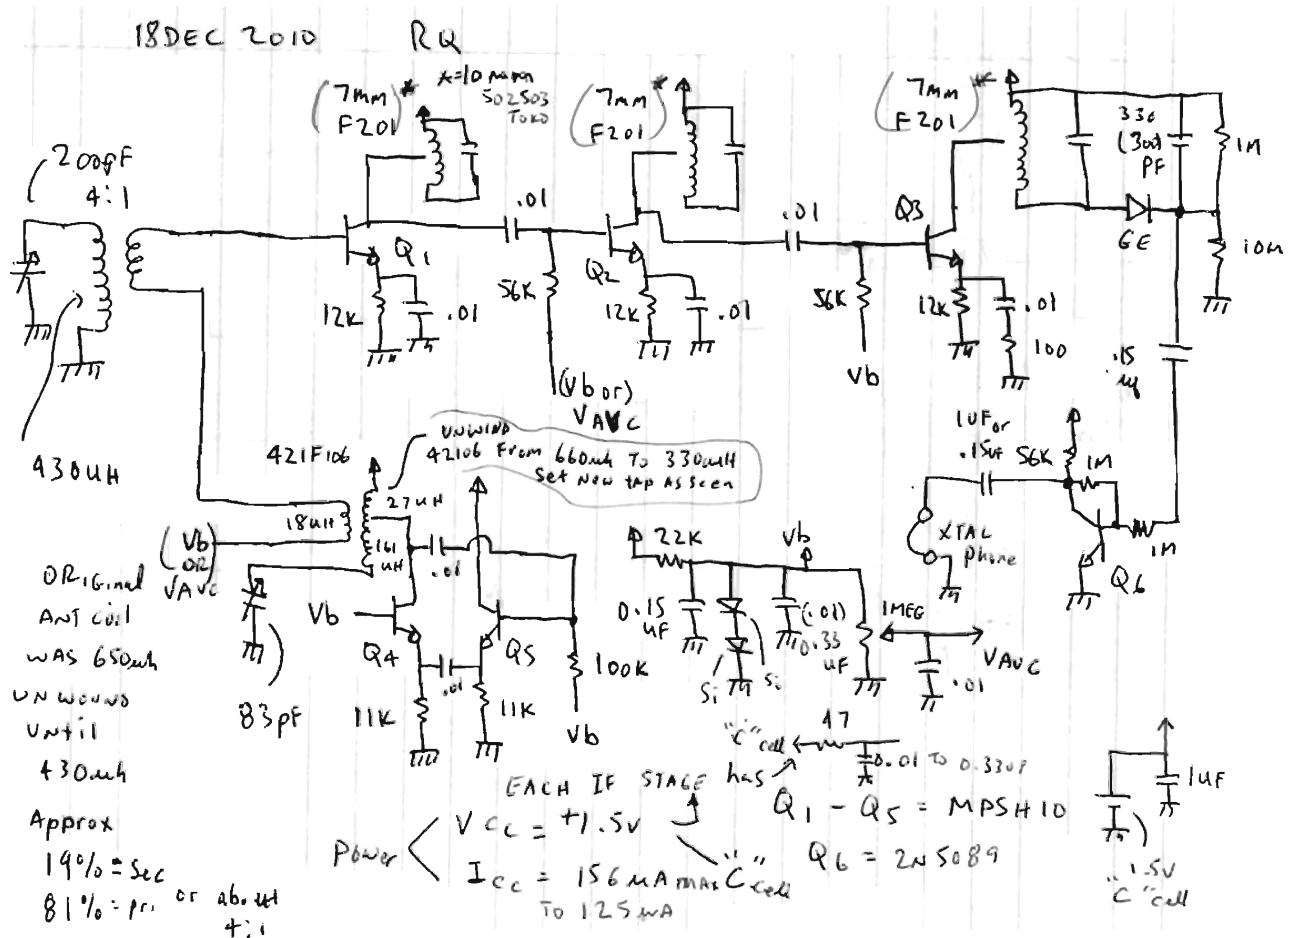 18DEC 2010 RQ
(7mm F201)*
*=10mm
502503
TOKO
(7mm F201)*
(7mm F201)*
200pF
4:1
330
(300)
PF
1M
.01
.01
Q1
Q2
Q3
GE
10M
12K
.01
56K
12K
.01
56K
12K
.01
100
.15
Vb
(Vb or)
VAVC
430uH
421F106
UNWIND
42106 From 660uh To 330uH
Set New tap As Seen
27uH
18uH
161
uH
.01
(Vb
OR
VAVC
Vb
Q4
Q5
.01
11K
11K
100K
Vb
83pF
ORiginal
ANT coil
WAS 650uh
UNWOUND
UNtil
430uh
Approx
19% = Sec
81% = pri or about
4:1
22K
Vb
0.15
uF
(.01)
0.33
uF
Si
Si
1MEG
VAVC
.01
1UF or
.15uF
56K
1M
1M
XTAL
Phone
Q6
EACH IF STAGE has
"C" cell
47
0.01 TO 0.33uF
Power
Vcc = +1.5V
Icc = 156uA max
TO 125uA
"C" cell
Q1 - Q5 = MPSH10
Q6 = 2N5089
1UF
1.5V
"C" cell